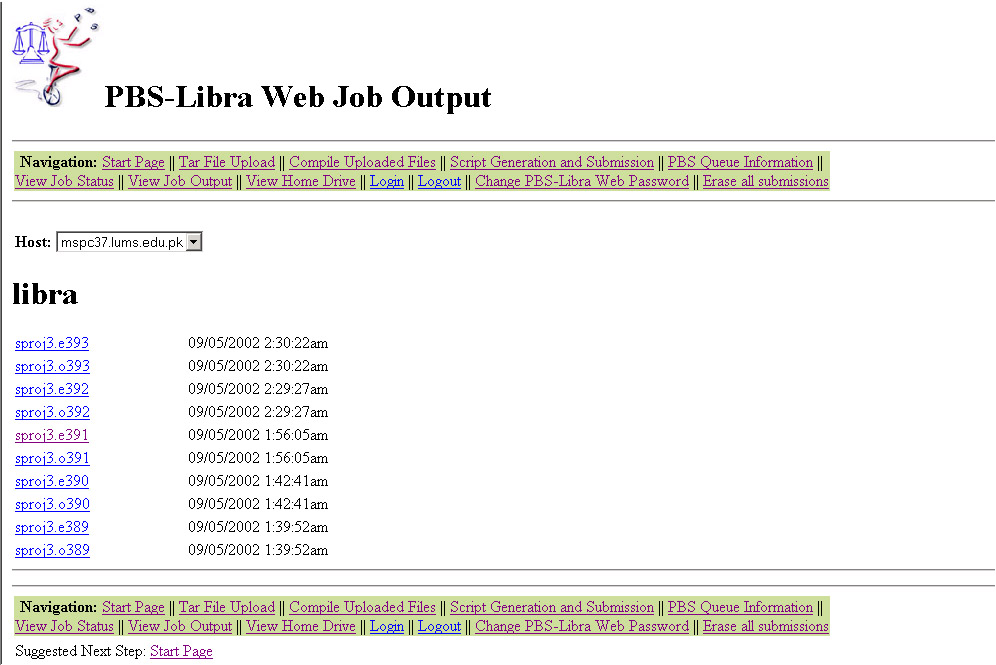 PBS-Libra Web Job Output
Navigation: Start Page || Tar File Upload || Compile Uploaded Files || Script Generation and Submission || PBS Queue Information ||
View Job Status || View Job Output || View Home Drive || Login || Logout || Change PBS-Libra Web Password || Erase all submissions
Host: mspc37.lums.edu.pk
libra
sproj3.e393 09/05/2002 2:30:22am
sproj3.o393 09/05/2002 2:30:22am
sproj3.e392 09/05/2002 2:29:27am
sproj3.o392 09/05/2002 2:29:27am
sproj3.e391 09/05/2002 1:56:05am
sproj3.o391 09/05/2002 1:56:05am
sproj3.e390 09/05/2002 1:42:41am
sproj3.o390 09/05/2002 1:42:41am
sproj3.e389 09/05/2002 1:39:52am
sproj3.o389 09/05/2002 1:39:52am
Navigation: Start Page || Tar File Upload || Compile Uploaded Files || Script Generation and Submission || PBS Queue Information ||
View Job Status || View Job Output || View Home Drive || Login || Logout || Change PBS-Libra Web Password || Erase all submissions
Suggested Next Step: Start Page